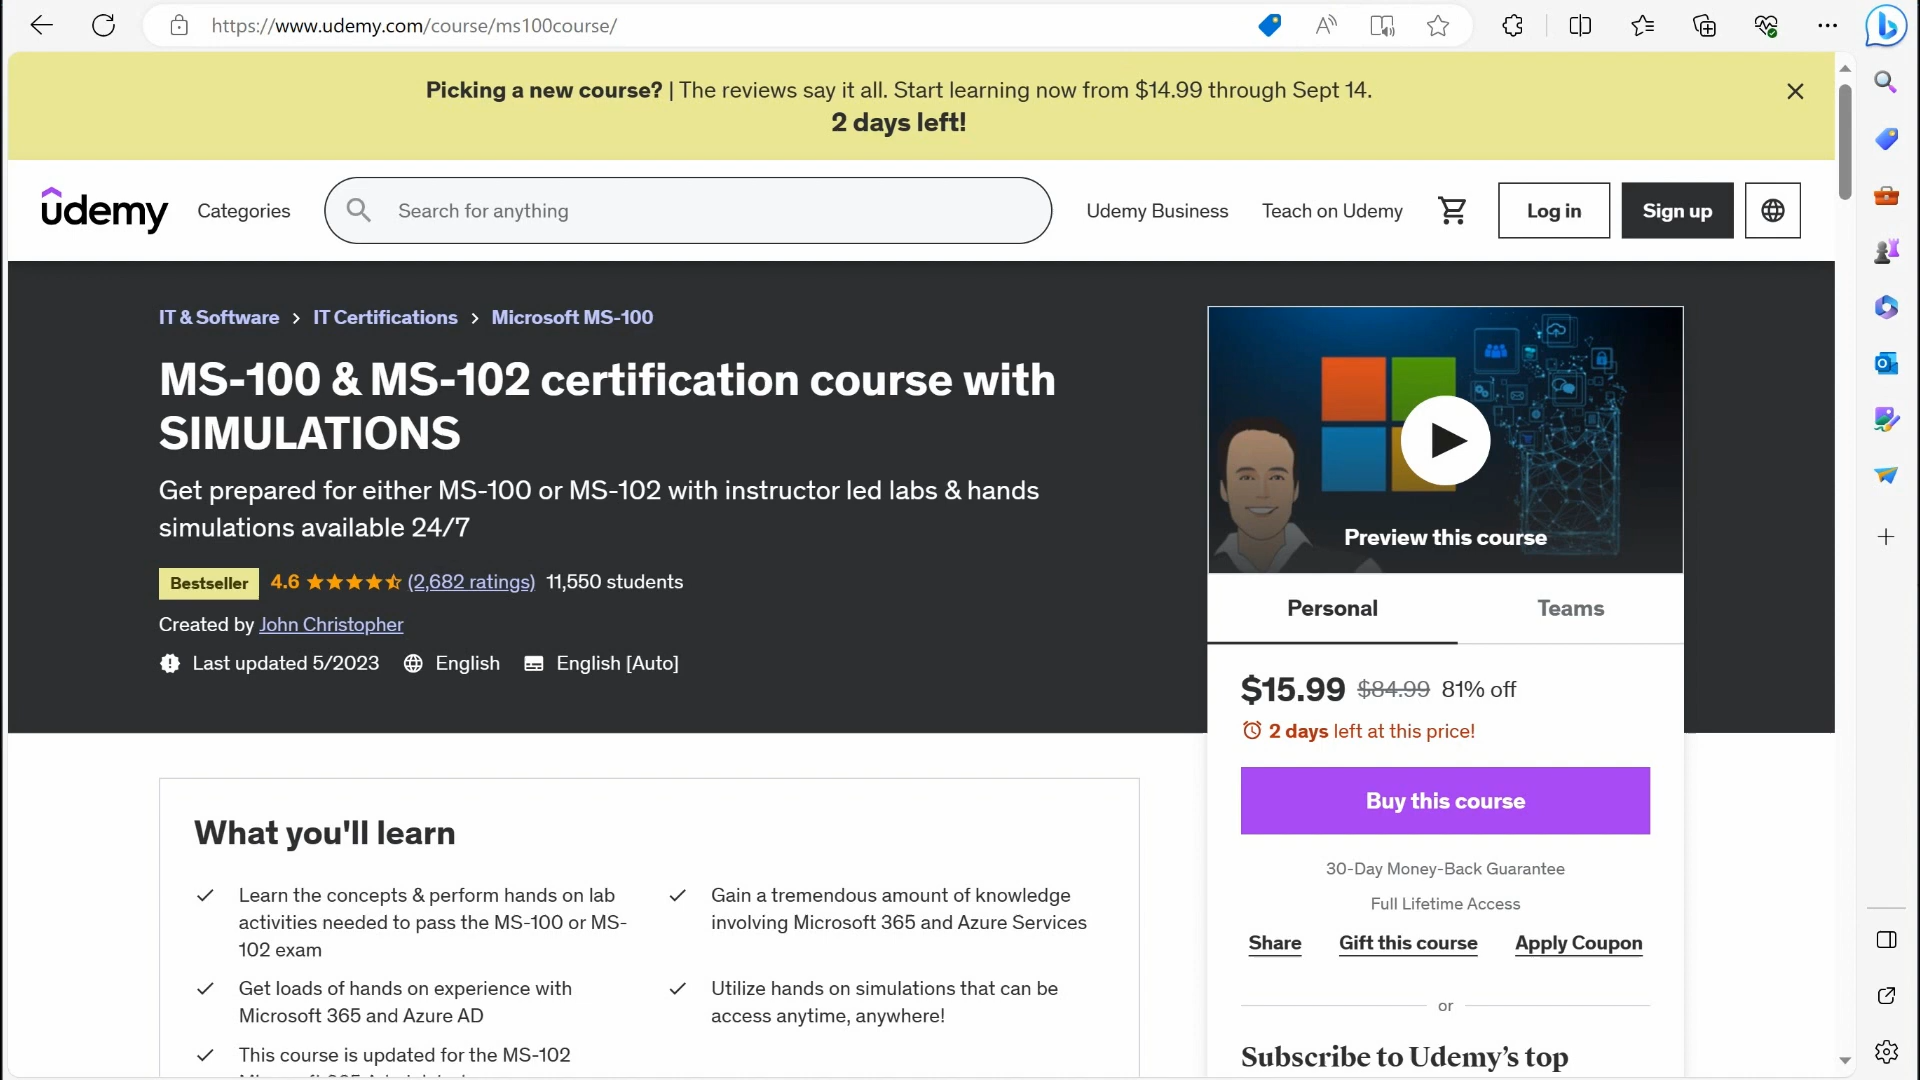 https://www.udemy.com/course/ms100course/
Picking a new course? | The reviews say it all. Start learning now from $14.99 through Sept 14.
2 days left!
udemy
Categories
Search for anything
Udemy Business
Teach on Udemy
Log in
Sign up
IT & Software > IT Certifications > Microsoft MS-100
MS-100 & MS-102 certification course with
SIMULATIONS
Get prepared for either MS-100 or MS-102 with instructor led labs & hands
simulations available 24/7
Bestseller 4.6 (2,682 ratings) 11,550 students
Created by John Christopher
Last updated 5/2023 English English [Auto]
Preview this course
Personal
Teams
$15.99 $84.99 81% off
2 days left at this price!
Buy this course
30-Day Money-Back Guarantee
Full Lifetime Access
Share
Gift this course
Apply Coupon
or
Subscribe to Udemy’s top
What you'll learn
Learn the concepts & perform hands on lab
activities needed to pass the MS-100 or MS-
102 exam
Gain a tremendous amount of knowledge
involving Microsoft 365 and Azure Services
Get loads of hands on experience with
Microsoft 365 and Azure AD
Utilize hands on simulations that can be
access anytime, anywhere!
This course is updated for the MS-102